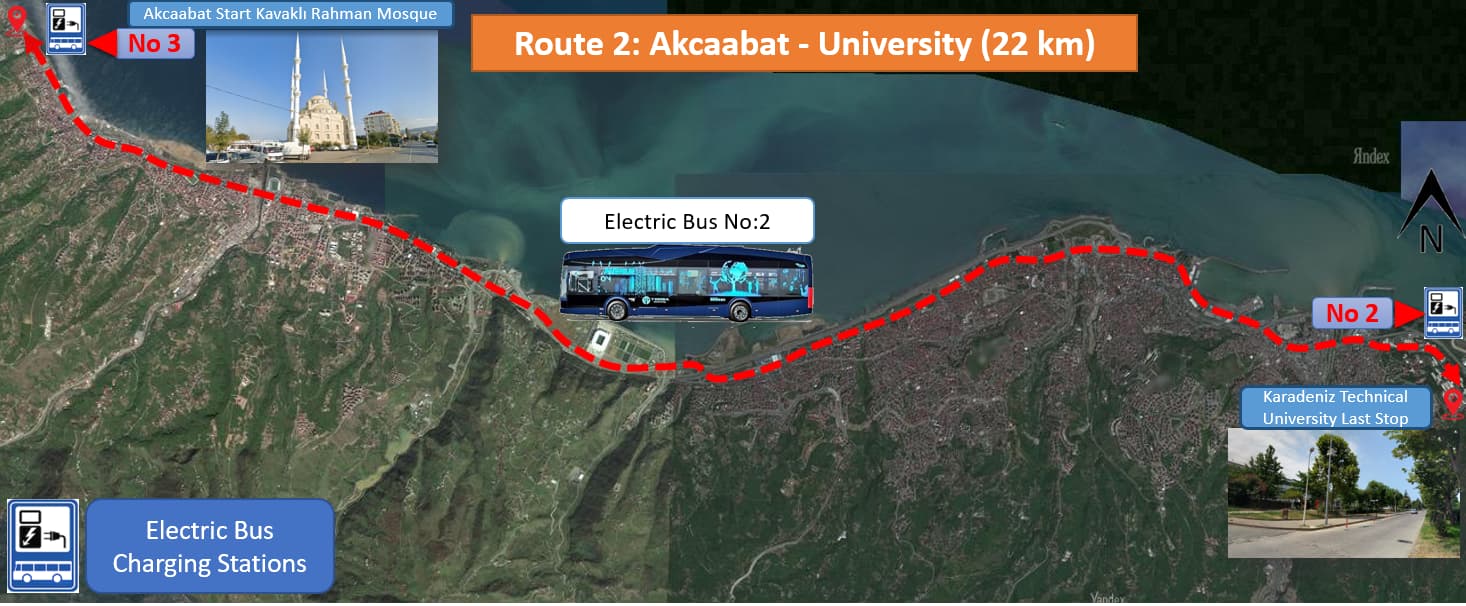 Akcaabat Start Kavaklı Rahman Mosque
No 3
Route 2: Akcaabat - University (22 km)
Яndex
N
Electric Bus No:2
No 2
Karadeniz Technical
University Last Stop
Electric Bus
Charging Stations
Yandex